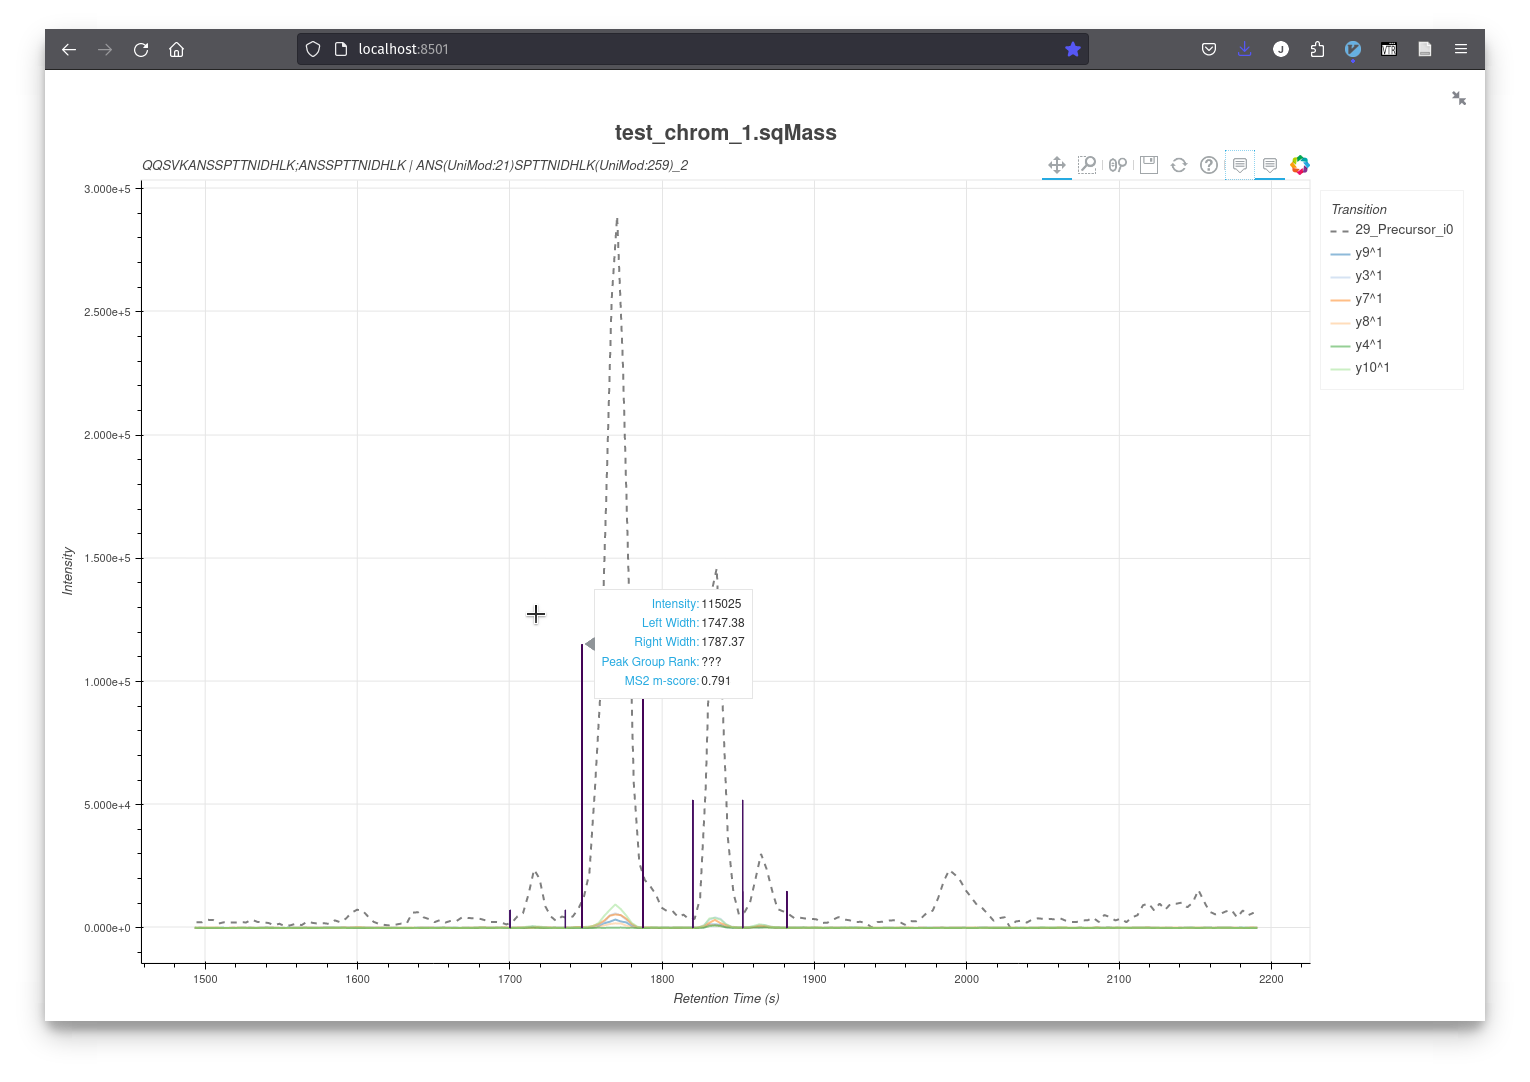 localhost:8501
J
VTR
test_chrom_1.sqMass
QQSVKANSSPTTNIDHLK;ANSSPTTNIDHLK | ANS(UniMod:21)SPTTNIDHLK(UniMod:259)_2
Transition
29_Precursor_i0
y9^1
y3^1
y7^1
y8^1
y4^1
y10^1
3.000e+5
2.500e+5
2.000e+5
1.500e+5
1.000e+5
5.000e+4
0.000e+0
Intensity
Intensity: 115025
Left Width: 1747.38
Right Width: 1787.37
Peak Group Rank: ???
MS2 m-score: 0.791
1500 1600 1700 1800 1900 2000 2100 2200
Retention Time (s)